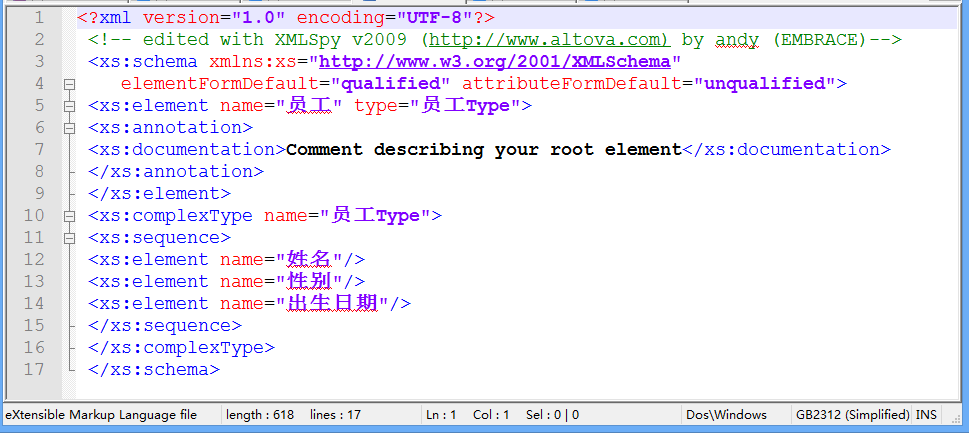 1 <?xml version="1.0" encoding="UTF-8"?>
2 <!-- edited with XMLSpy v2009 (http://www.altova.com) by andy (EMBRACE)-->
3 <xs:schema xmlns:xs="http://www.w3.org/2001/XMLSchema"
4 elementFormDefault="qualified" attributeFormDefault="unqualified">
5 <xs:element name="员工" type="员工Type">
6 <xs:annotation>
7 <xs:documentation>Comment describing your root element</xs:documentation>
8 </xs:annotation>
9 </xs:element>
10 <xs:complexType name="员工Type">
11 <xs:sequence>
12 <xs:element name="姓名"/>
13 <xs:element name="性别"/>
14 <xs:element name="出生日期"/>
15 </xs:sequence>
16 </xs:complexType>
17 </xs:schema>
eXtensible Markup Language file length : 618 lines : 17 Ln : 1 Col : 1 Sel : 0 | 0 Dos\Windows GB2312 (Simplified) INS